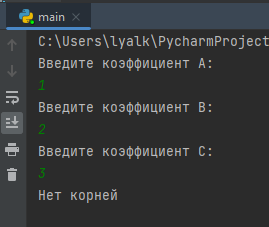 main
C:\Users\lyalk\PycharmProject
Введите коэффициент A:
1
Введите коэффициент B:
2
Введите коэффициент C:
3
Нет корней